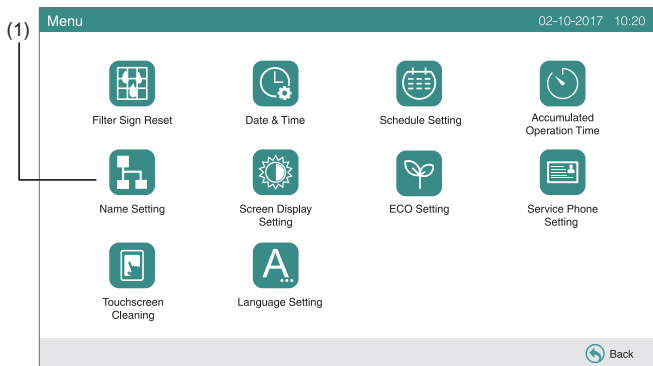 (1)
Menu 02-10-2017 10:20
Filter Sign Reset
Date & Time
Schedule Setting
Accumulated
Operation Time
Name Setting
Screen Display
Setting
ECO Setting
Service Phone
Setting
Touchscreen
Cleaning
A...
Language Setting
Back